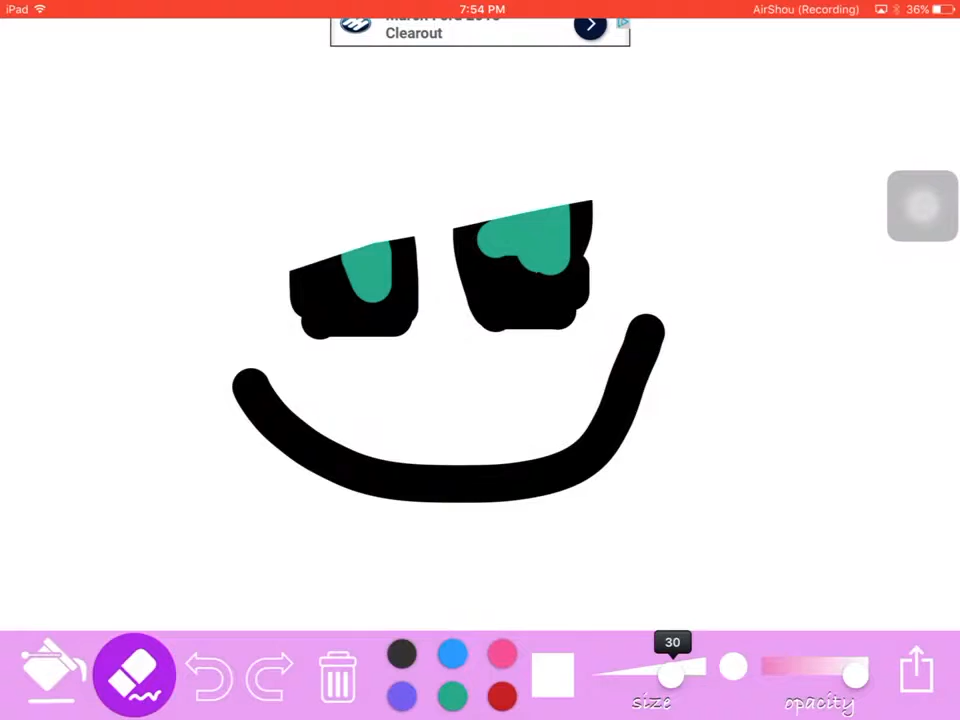 iPad
7:54 PM
AirShou (Recording)
36%
Clearout
30
size
opacity